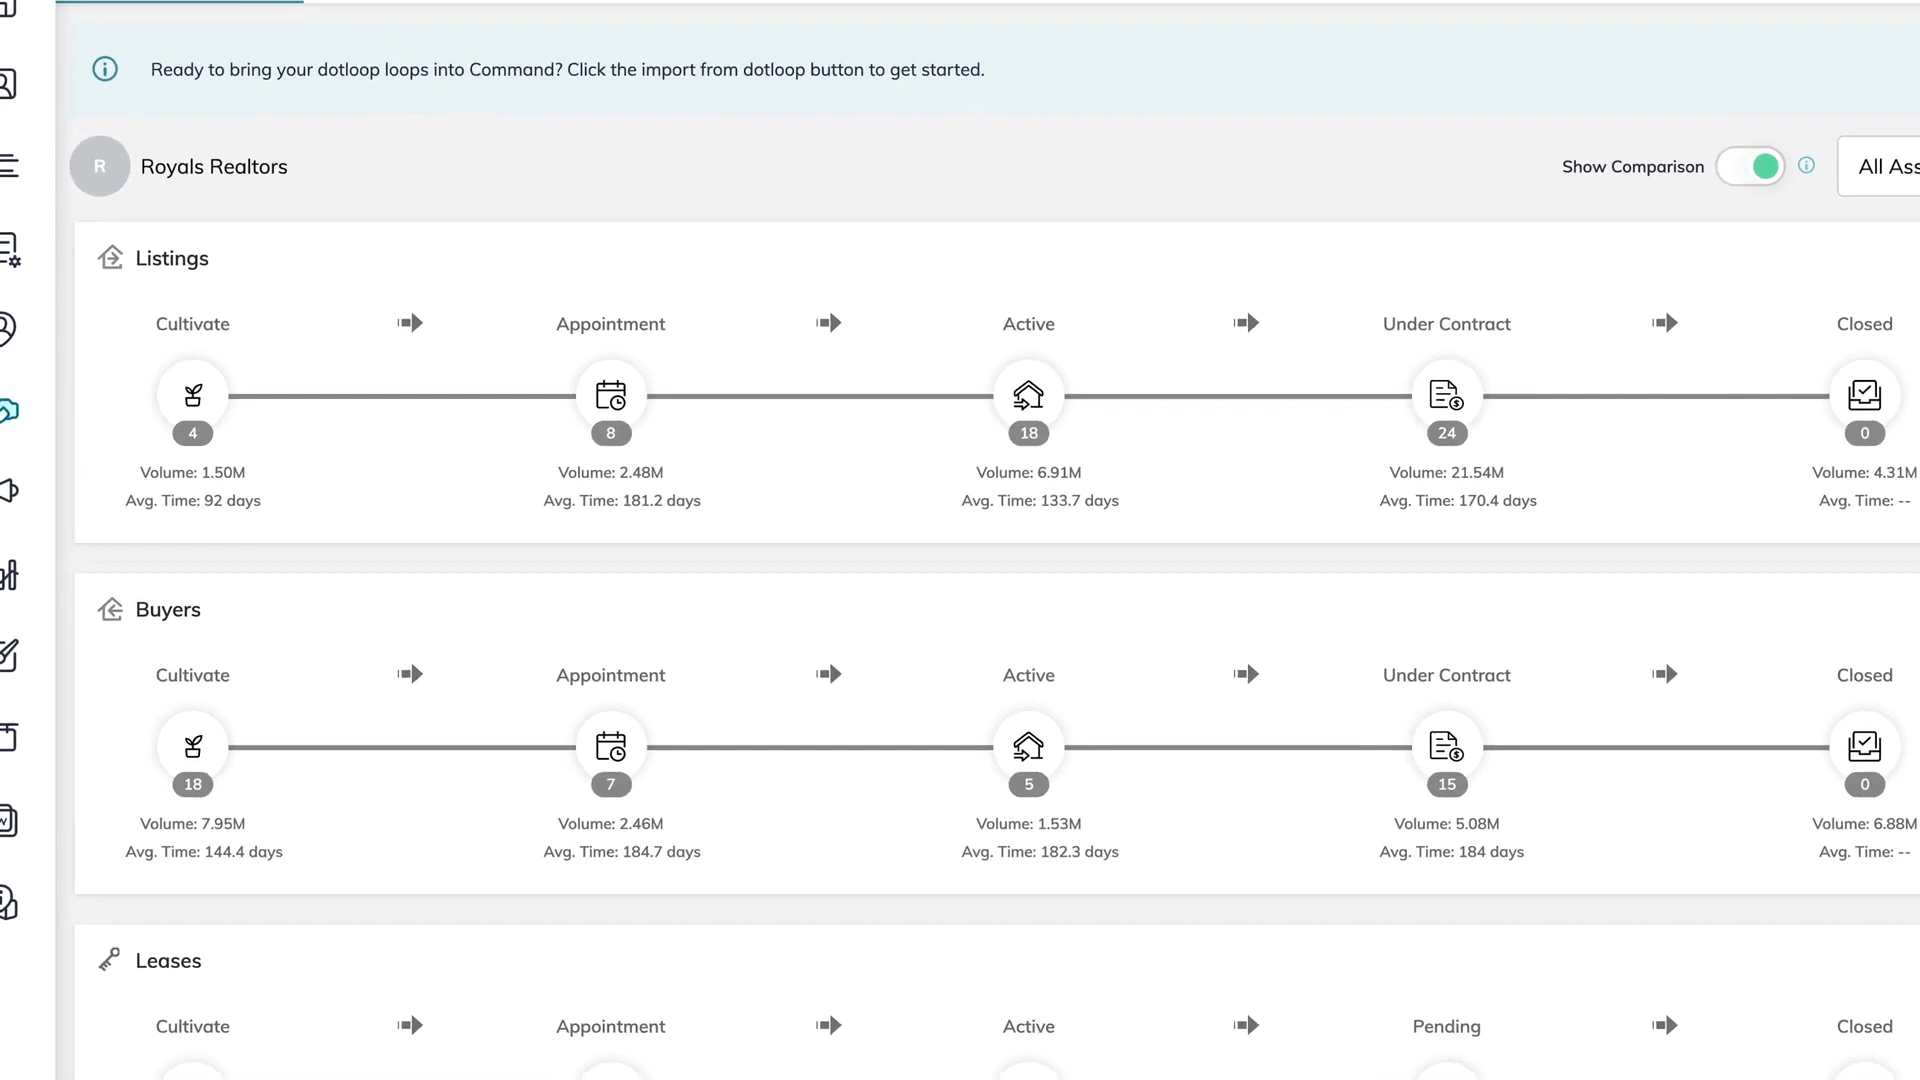 Ready to bring your dotloop loops into Command? Click the import from dotloop button to get started.
R
Royals Realtors
Show Comparison
All Ass
Listings
Cultivate
Appointment
Active
Under Contract
Closed
4
8
18
24
0
Volume: 1.50M
Volume: 2.48M
Volume: 6.91M
Volume: 21.54M
Volume: 4.31M
Avg. Time: 92 days
Avg. Time: 181.2 days
Avg. Time: 133.7 days
Avg. Time: 170.4 days
Avg. Time: --
Buyers
Cultivate
Appointment
Active
Under Contract
Closed
18
7
5
15
0
Volume: 7.95M
Volume: 2.46M
Volume: 1.53M
Volume: 5.08M
Volume: 6.88M
Avg. Time: 144.4 days
Avg. Time: 184.7 days
Avg. Time: 182.3 days
Avg. Time: 184 days
Avg. Time: --
Leases
Cultivate
Appointment
Active
Pending
Closed